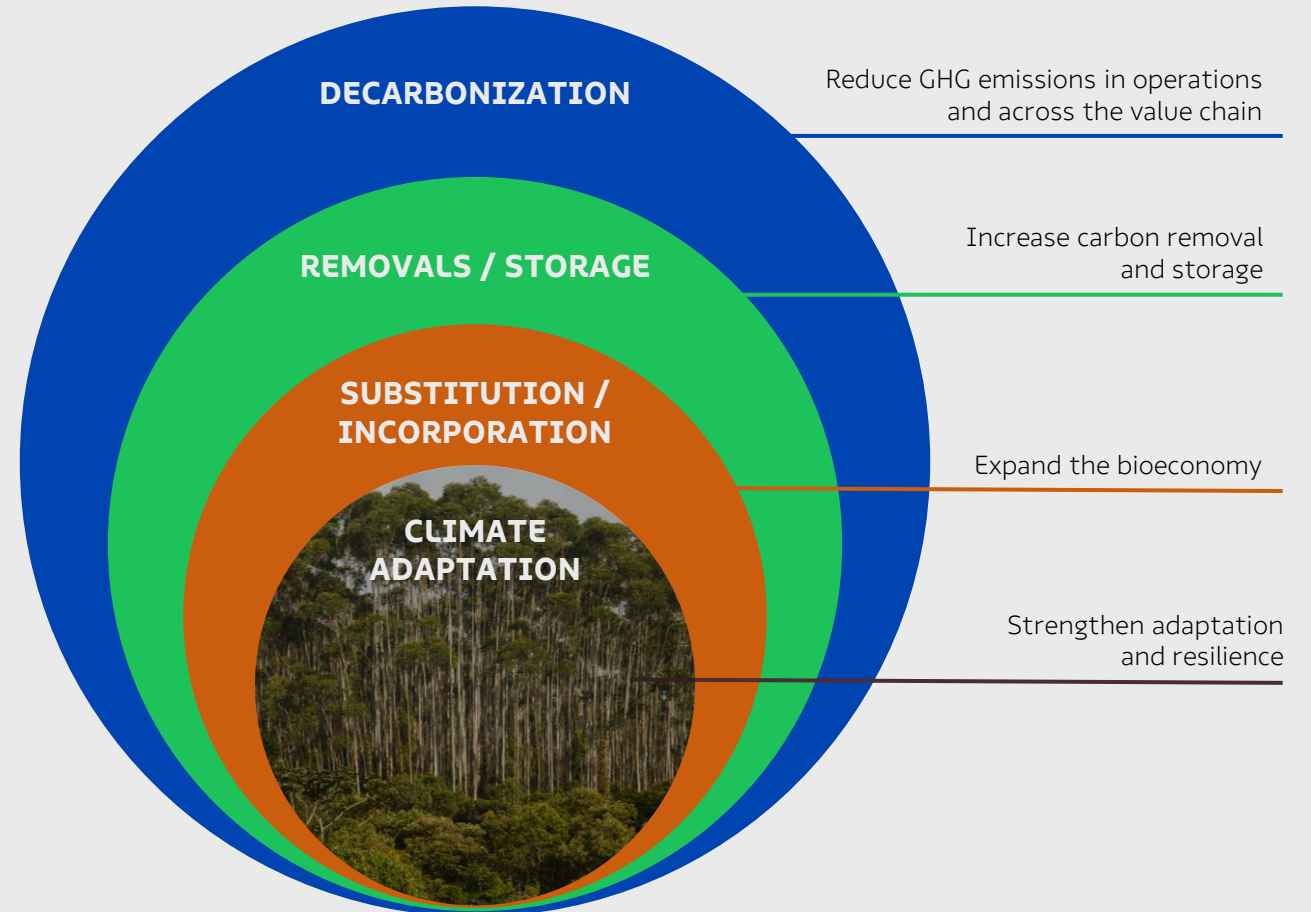 DECARBONIZATION
Reduce GHG emissions in operations
and across the value chain
REMOVALS / STORAGE
Increase carbon removal
and storage
SUBSTITUTION /
INCORPORATION
Expand the bioeconomy
CLIMATE
ADAPTATION
Strengthen adaptation
and resilience